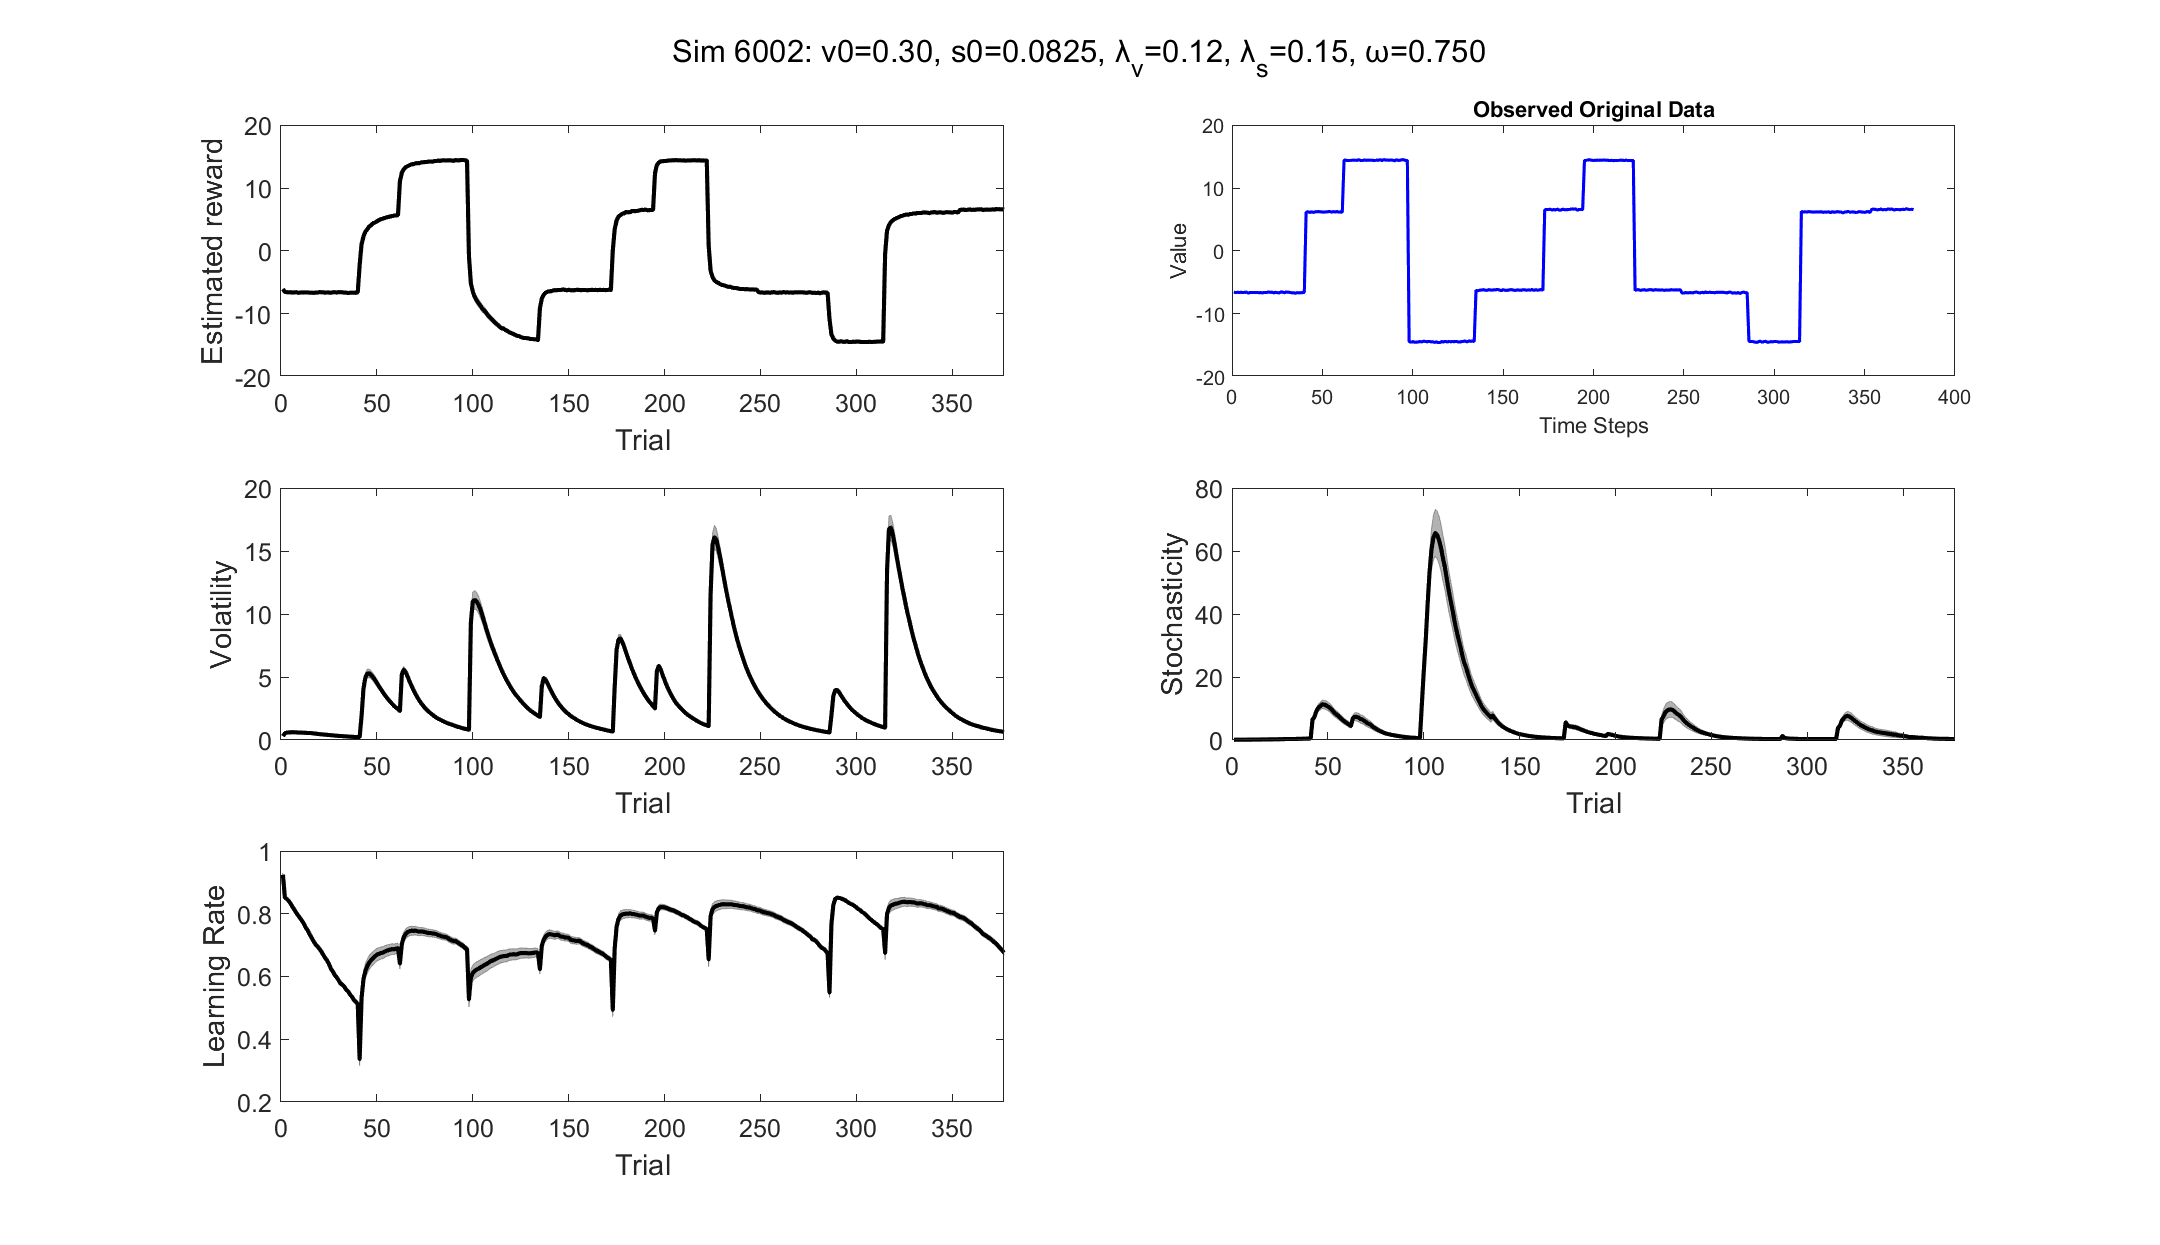 Sim 6002: v0=0.30, s0=0.0825, λv=0.12, λs=0.15, ω=0.750
Estimated reward
20
10
0
-10
-20
0 50 100 150 200 250 300 350
Trial
Observed Original Data
Value
20
10
0
-10
-20
0 50 100 150 200 250 300 350 400
Time Steps
Volatility
20
15
10
5
0
0 50 100 150 200 250 300 350
Trial
Stochasticity
80
60
40
20
0
0 50 100 150 200 250 300 350
Trial
Learning Rate
1
0.8
0.6
0.4
0.2
0 50 100 150 200 250 300 350
Trial